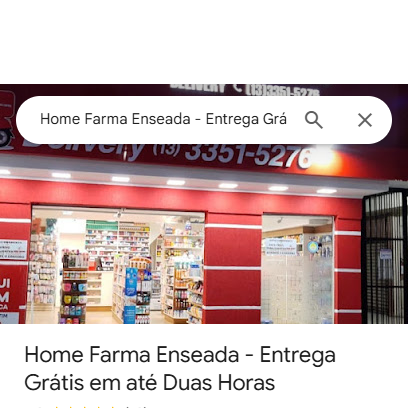 DELIVERY (13)3351-5276
Home Farma Enseada - Entrega Grá
Delivery (13) 3351-5276
Home Farma Enseada - Entrega
Grátis em até Duas Horas